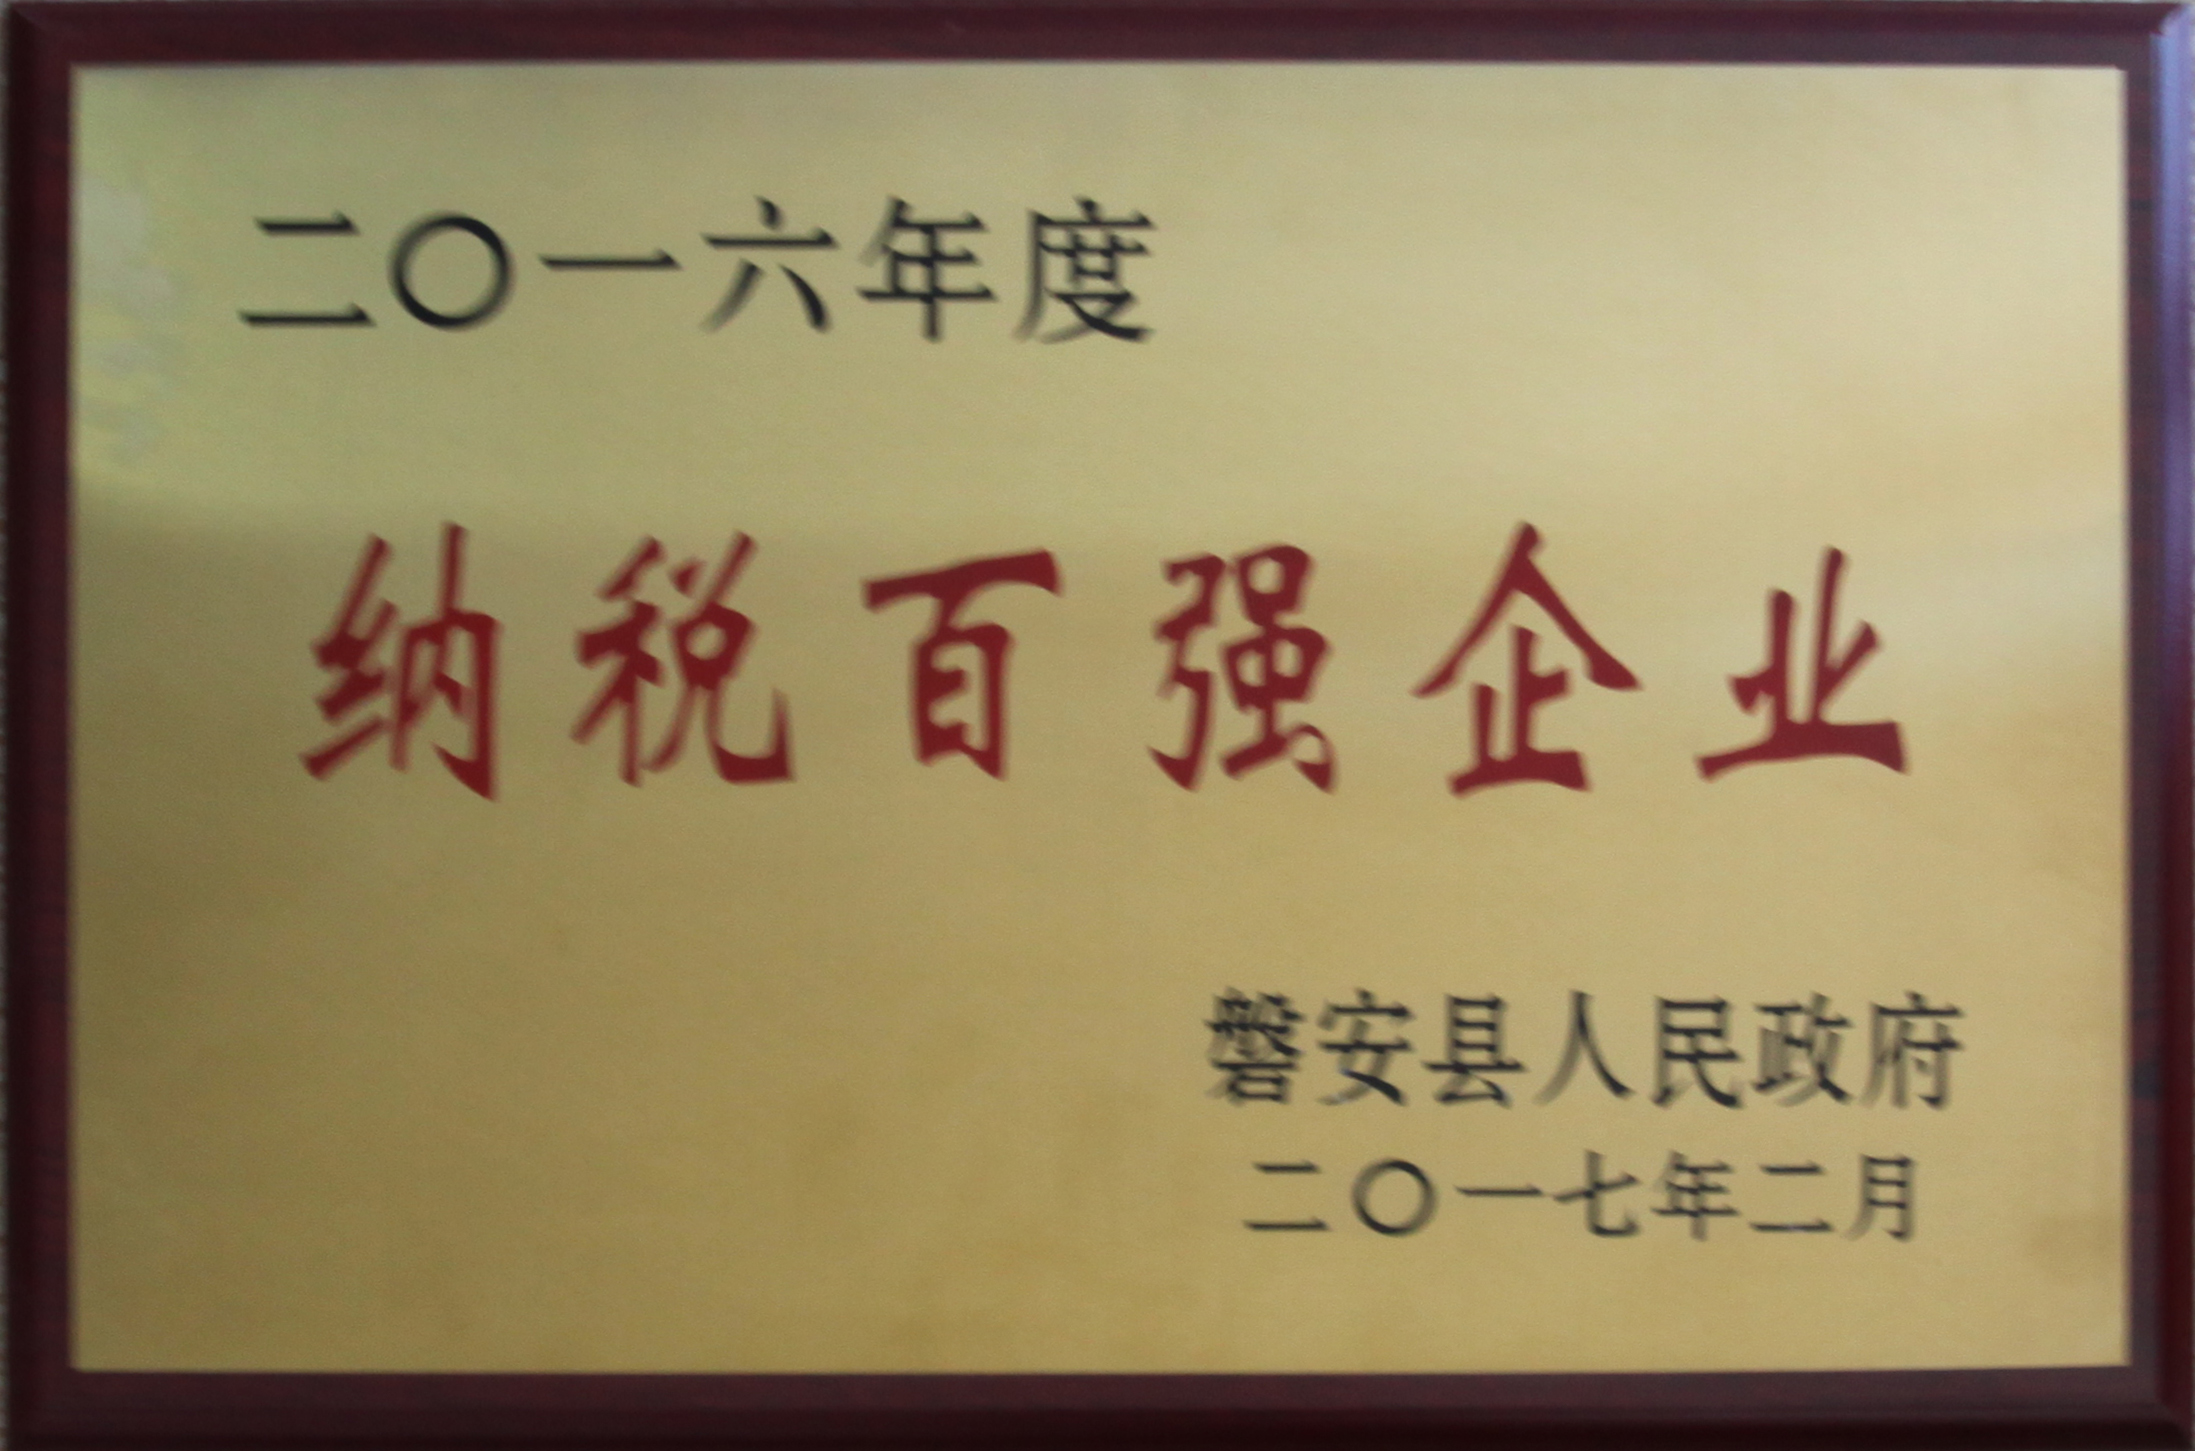 二〇一六年度
纳税百强企业
磐安县人民政府
二〇一七年二月